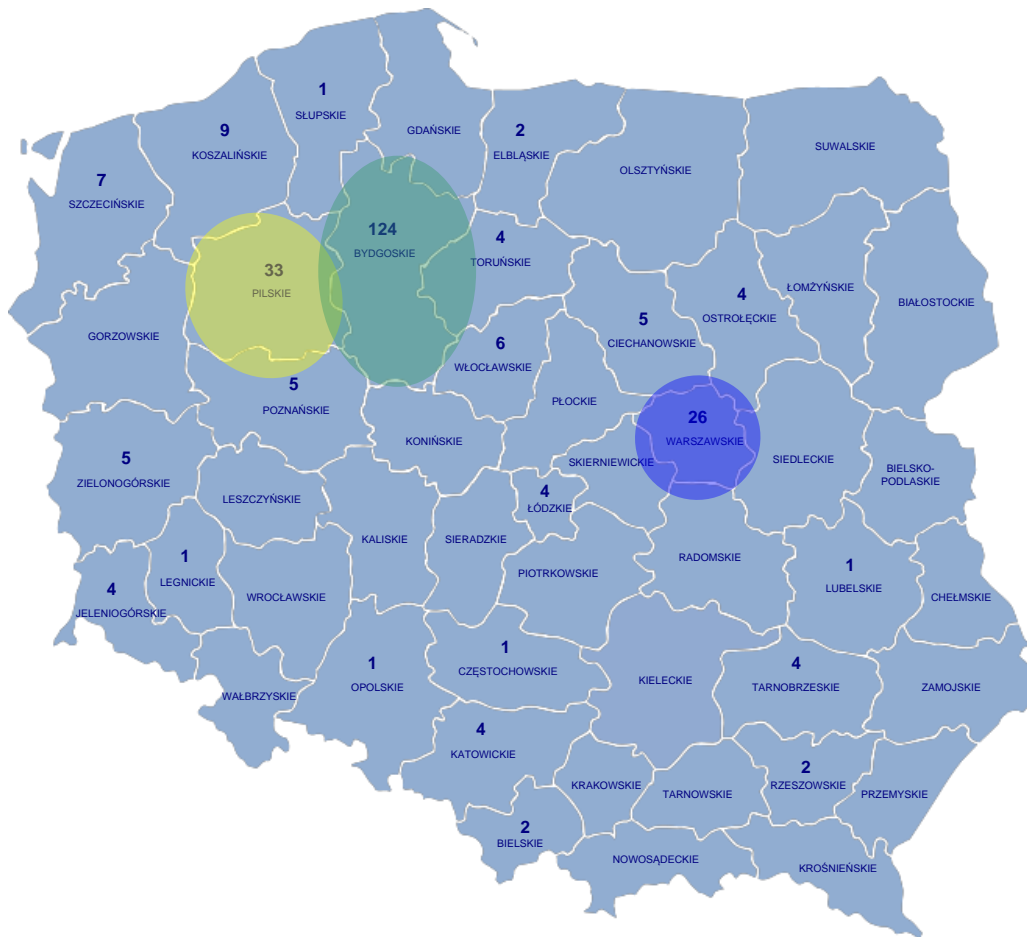 1
SŁUPSKIE
9
KOSZALIŃSKIE
GDAŃSKIE
2
ELBLĄSKIE
OLSZTYŃSKIE
SUWALSKIE
7
SZCZECIŃSKIE
124
BYDGOSKIE
4
TORUŃSKIE
33
PILSKIE
4
OSTROŁĘCKIE
ŁOMŻYŃSKIE
BIAŁOSTOCKIE
GORZOWSKIE
5
CIECHANOWSKIE
6
WŁOCŁAWSKIE
5
POZNAŃSKIE
PŁOCKIE
26
WARSZAWSKIE
KONIŃSKIE
SKIERNIEWICKIE
SIEDLECKIE
BIELSKO-
PODLASKIE
5
ZIELONOGÓRSKIE
LESZCZYŃSKIE
4
ŁÓDZKIE
KALISKIE
SIERADZKIE
PIOTRKOWSKIE
RADOMSKIE
1
LUBELSKIE
CHEŁMSKIE
1
LEGNICKIE
4
JELENIOGÓRSKIE
WROCŁAWSKIE
WAŁBRZYSKIE
1
OPOLSKIE
1
CZĘSTOCHOWSKIE
KIELECKIE
4
TARNOBRZESKIE
ZAMOJSKIE
4
KATOWICKIE
KRAKOWSKIE
TARNOWSKIE
2
RZESZOWSKIE
PRZEMYSKIE
2
BIELSKIE
NOWOSĄDECKIE
KROŚNIEŃSKIE